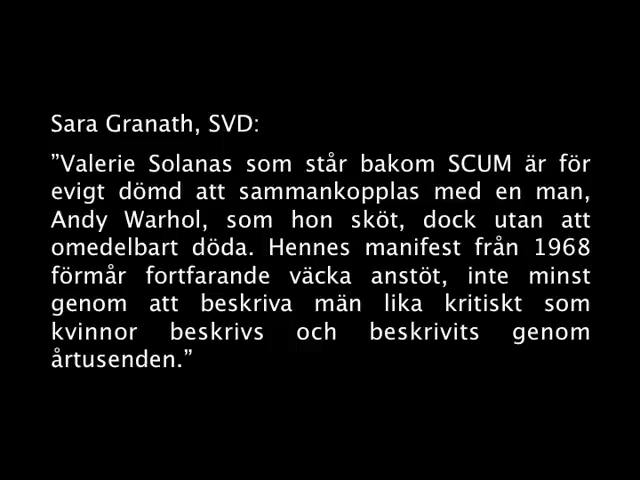 Sara Granath, SVD:
”Valerie Solanas som står bakom SCUM är för
evigt dömd att sammankopplas med en man,
Andy Warhol, som hon sköt, dock utan att
omedelbart döda. Hennes manifest från 1968
förmår fortfarande väcka anstöt, inte minst
genom att beskriva män lika kritiskt som
kvinnor beskrivs och beskrivits genom
årtusenden.”